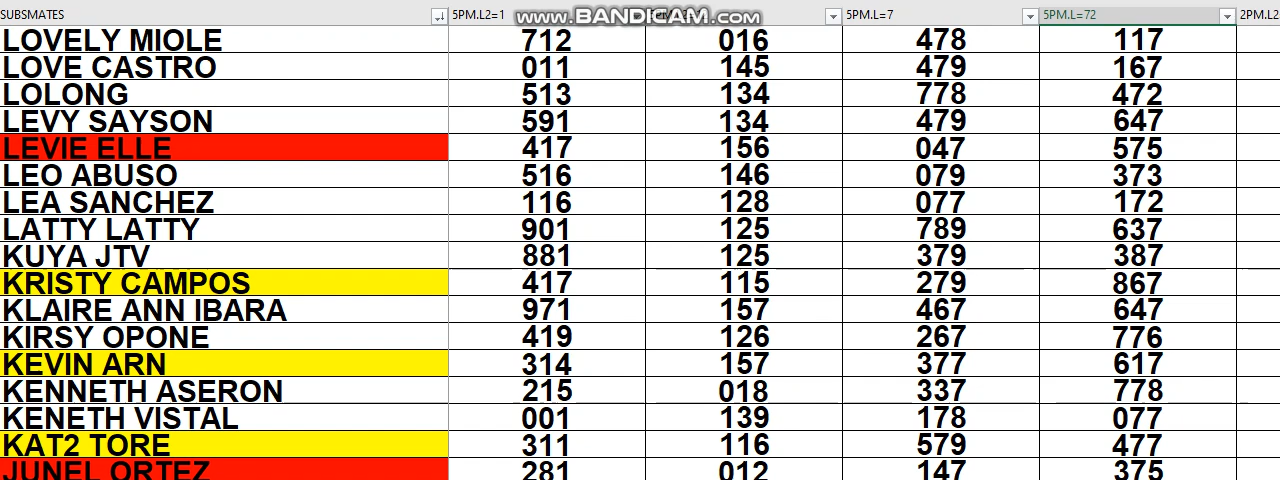 SUBSMATES 5PM.L2=1 www.BANDICAM.com 5PM.L=7 5PM.L=72 2PM.L2
LOVELY MIOLE 712 016 478 117
LOVE CASTRO 011 145 479 167
LOLONG 513 134 778 472
LEVY SAYSON 591 134 479 647
LEVIE ELLE 417 156 047 575
LEO ABUSO 516 146 079 373
LEA SANCHEZ 116 128 077 172
LATTY LATTY 901 125 789 637
KUYA JTV 881 125 379 387
KRISTY CAMPOS 417 115 279 867
KLAIRE ANN IBARA 971 157 467 647
KIRSY OPONE 419 126 267 776
KEVIN ARN 314 157 377 617
KENNETH ASERON 215 018 337 778
KENETH VISTAL 001 139 178 077
KAT2 TORE 311 116 579 477
JUNEL ORTEZ 281 012 147 375